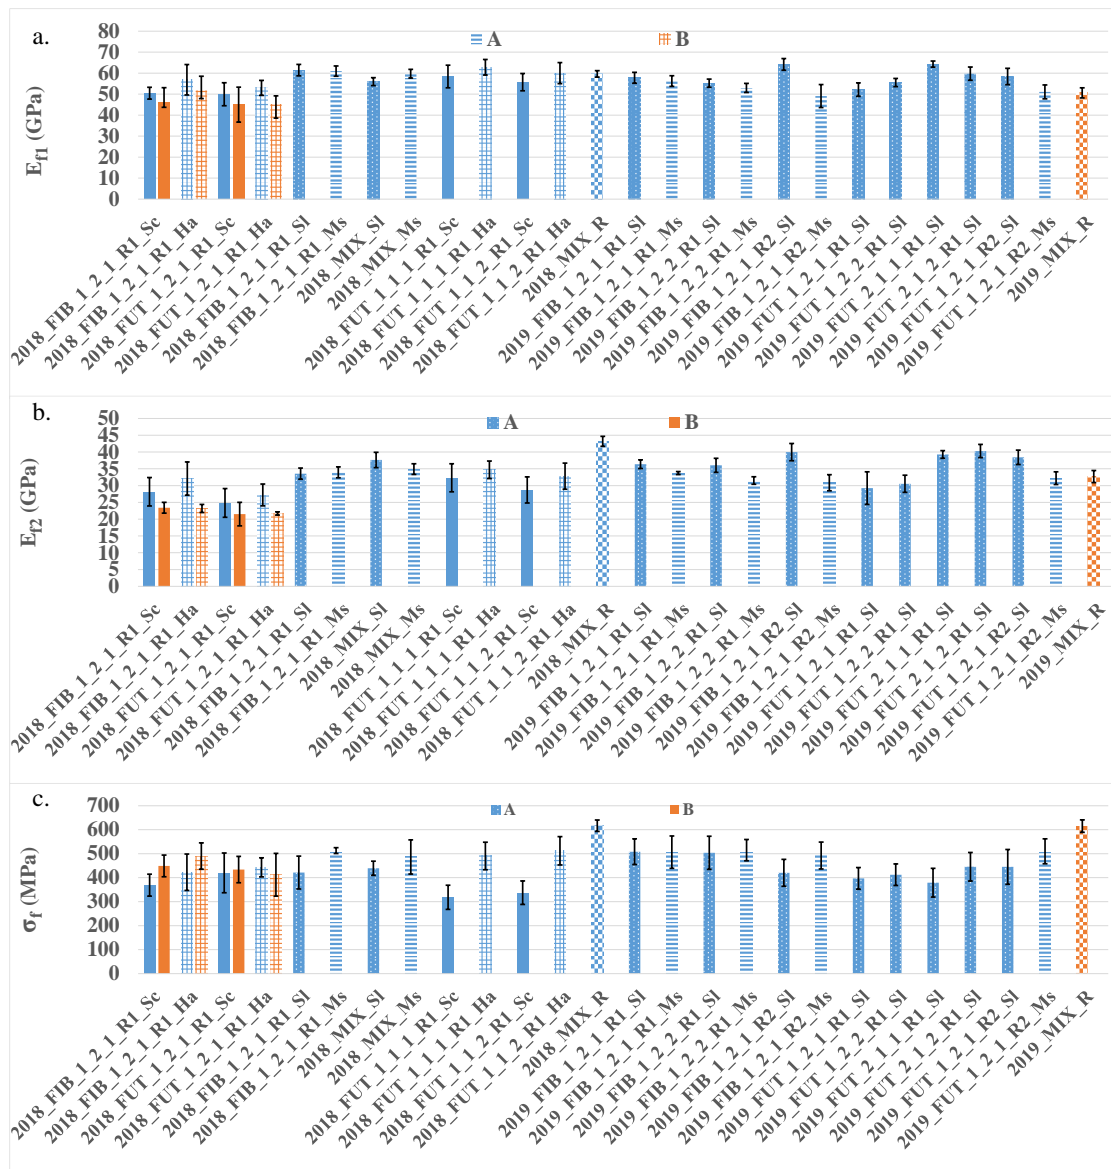 a.
A
B
80
70
60
50
40
30
20
10
0
E_f1 (GPa)
2018_FIB_1_2_1_R1_Sc
2018_FIB_1_2_1_R1_Ha
2018_FUT_1_2_1_R1_Sc
2018_FUT_1_2_1_R1_Ha
2018_FIB_1_2_1_R1_Sl
2018_FIB_1_2_1_R1_Ms
2018_MIX_Sl
2018_MIX_Ms
2018_FUT_1_1_1_R1_Sc
2018_FUT_1_1_1_R1_Ha
2018_FUT_1_1_2_R1_Sc
2018_FUT_1_1_2_R1_Ha
2018_MIX_R
2019_FIB_1_2_1_R1_Sl
2019_FIB_1_2_1_R1_Ms
2019_FIB_1_2_2_R1_Sl
2019_FIB_1_2_2_R1_Ms
2019_FIB_1_2_1_R2_Sl
2019_FIB_1_2_1_R2_Ms
2019_FUT_1_2_1_R1_Sl
2019_FUT_1_2_2_R1_Sl
2019_FUT_2_1_1_R1_Sl
2019_FUT_2_1_2_R1_Sl
2019_FUT_1_2_1_R2_Sl
2019_FUT_1_2_1_R2_Ms
2019_MIX_R
b.
A
B
50
45
40
35
30
25
20
15
10
5
0
E_f2 (GPa)
2018_FIB_1_2_1_R1_Sc
2018_FIB_1_2_1_R1_Ha
2018_FUT_1_2_1_R1_Sc
2018_FUT_1_2_1_R1_Ha
2018_FIB_1_2_1_R1_Sl
2018_FIB_1_2_1_R1_Ms
2018_MIX_Sl
2018_MIX_Ms
2018_FUT_1_1_1_R1_Sc
2018_FUT_1_1_1_R1_Ha
2018_FUT_1_1_2_R1_Sc
2018_FUT_1_1_2_R1_Ha
2018_MIX_R
2019_FIB_1_2_1_R1_Sl
2019_FIB_1_2_1_R1_Ms
2019_FIB_1_2_2_R1_Sl
2019_FIB_1_2_2_R1_Ms
2019_FIB_1_2_1_R2_Sl
2019_FIB_1_2_1_R2_Ms
2019_FUT_1_2_1_R1_Sl
2019_FUT_1_2_2_R1_Sl
2019_FUT_2_1_1_R1_Sl
2019_FUT_2_1_2_R1_Sl
2019_FUT_1_2_1_R2_Sl
2019_FUT_1_2_1_R2_Ms
2019_MIX_R
c.
A
B
700
600
500
400
300
200
100
0
σ_f (MPa)
2018_FIB_1_2_1_R1_Sc
2018_FIB_1_2_1_R1_Ha
2018_FUT_1_2_1_R1_Sc
2018_FUT_1_2_1_R1_Ha
2018_FIB_1_2_1_R1_Sl
2018_FIB_1_2_1_R1_Ms
2018_MIX_Sl
2018_MIX_Ms
2018_FUT_1_1_1_R1_Sc
2018_FUT_1_1_1_R1_Ha
2018_FUT_1_1_2_R1_Sc
2018_FUT_1_1_2_R1_Ha
2018_MIX_R
2019_FIB_1_2_1_R1_Sl
2019_FIB_1_2_1_R1_Ms
2019_FIB_1_2_2_R1_Sl
2019_FIB_1_2_2_R1_Ms
2019_FIB_1_2_1_R2_Sl
2019_FIB_1_2_1_R2_Ms
2019_FUT_1_2_1_R1_Sl
2019_FUT_1_2_2_R1_Sl
2019_FUT_2_1_1_R1_Sl
2019_FUT_2_1_2_R1_Sl
2019_FUT_1_2_1_R2_Sl
2019_FUT_1_2_1_R2_Ms
2019_MIX_R